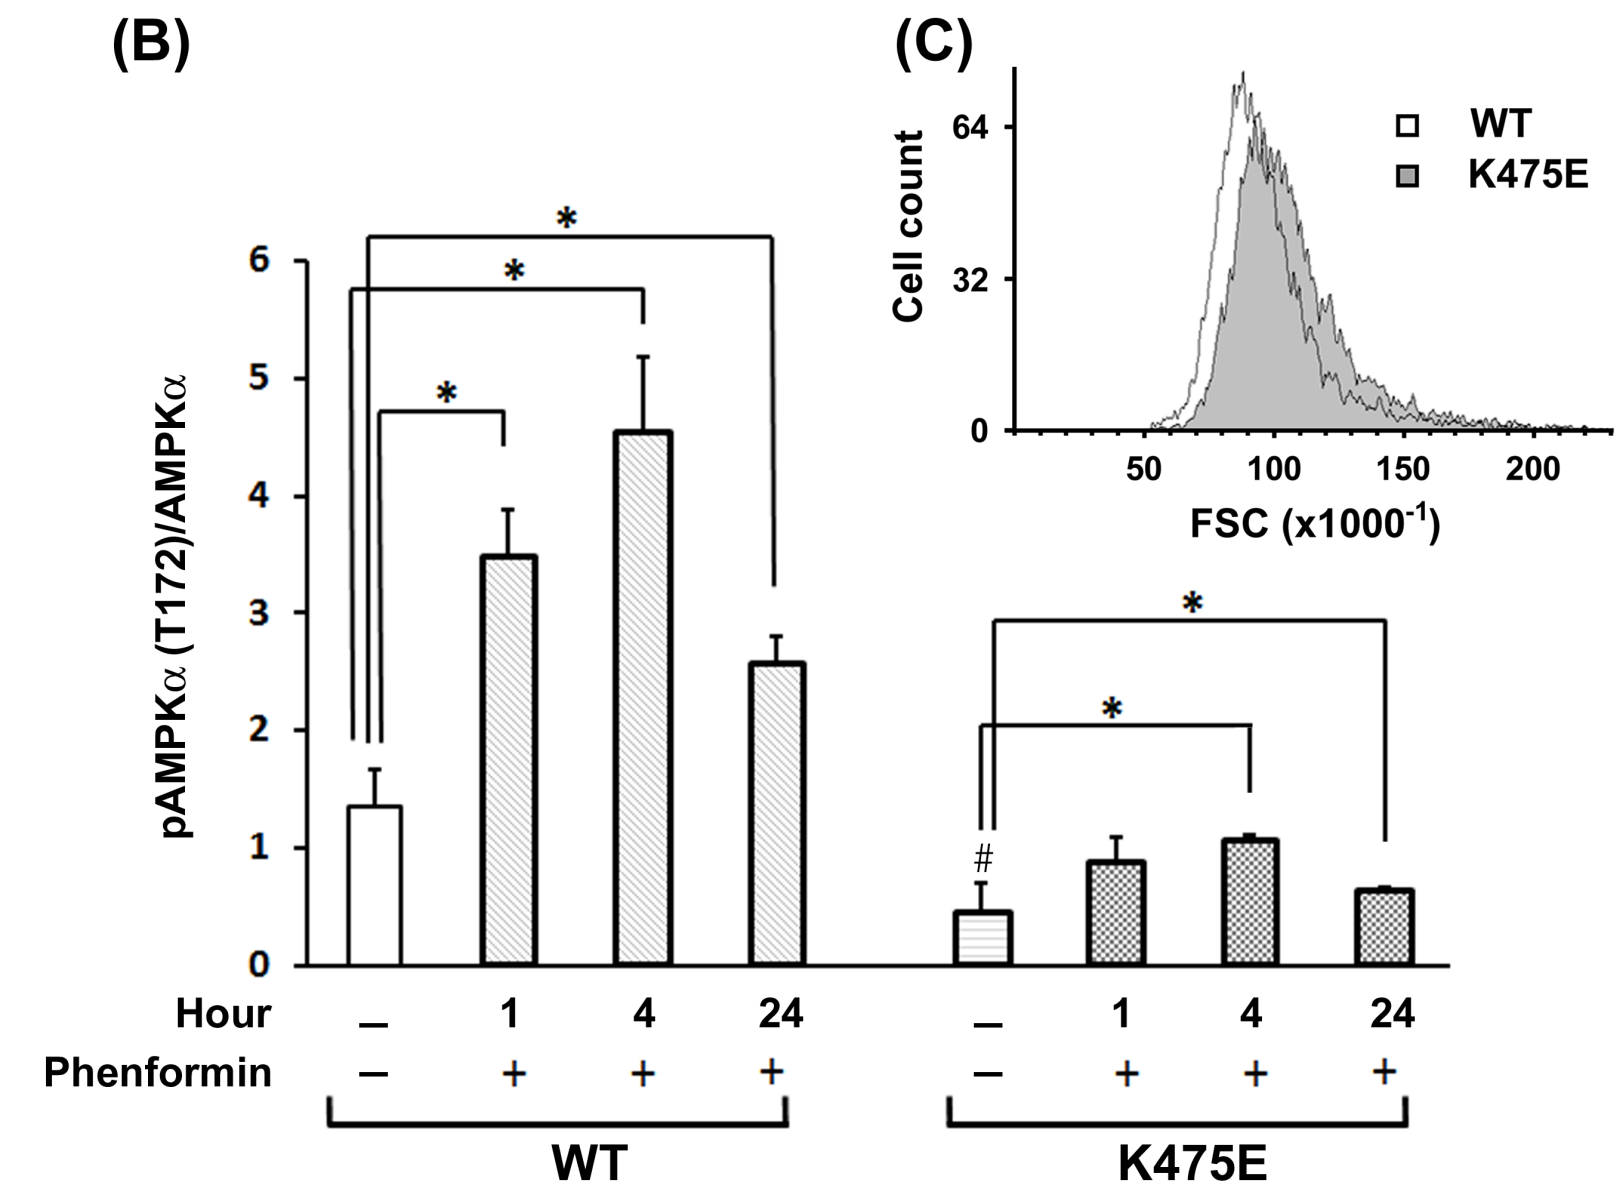 (B)
pAMPKα (T172)/AMPKα
6
5
4
3
2
1
0
*
*
*
#
*
*
Hour – 1 4 24 – 1 4 24
Phenformin – + + + – + + +
WT K475E
(C)
Cell count
64
32
0
50 100 150 200
FSC (x1000⁻¹)
WT
K475E